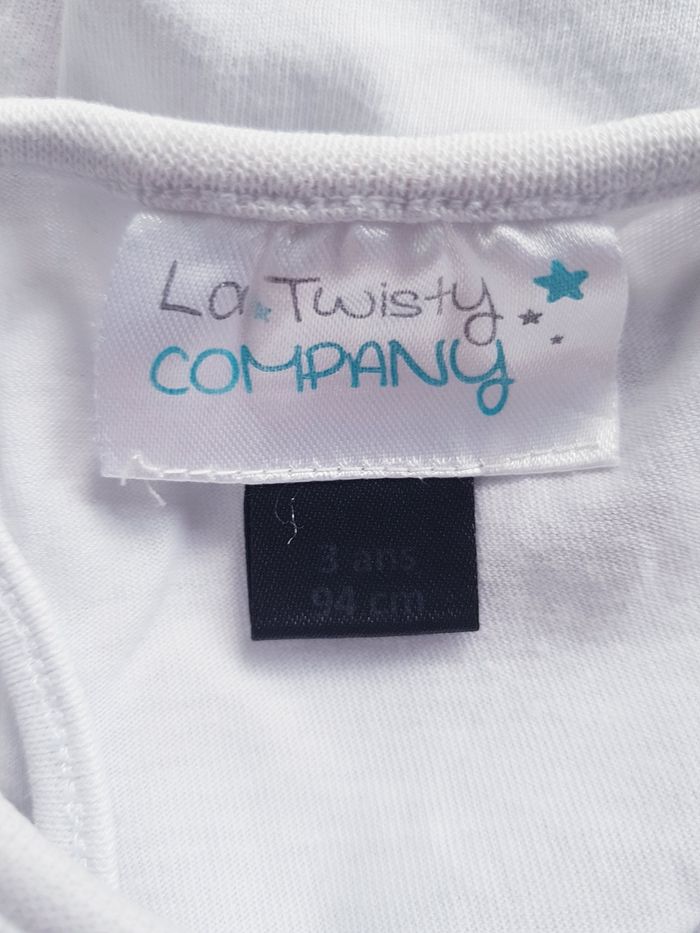 La Twisty
COMPANY
3 ans
94 cm